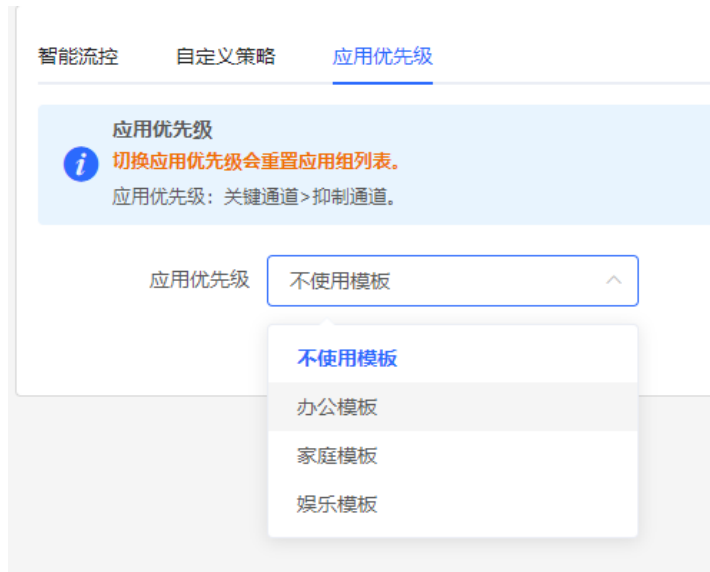 智能流控 自定义策略 应用优先级
应用优先级
切换应用优先级会重置应用组列表。
应用优先级：关键通道>抑制通道。
应用优先级 不使用模板
不使用模板
办公模板
家庭模板
娱乐模板